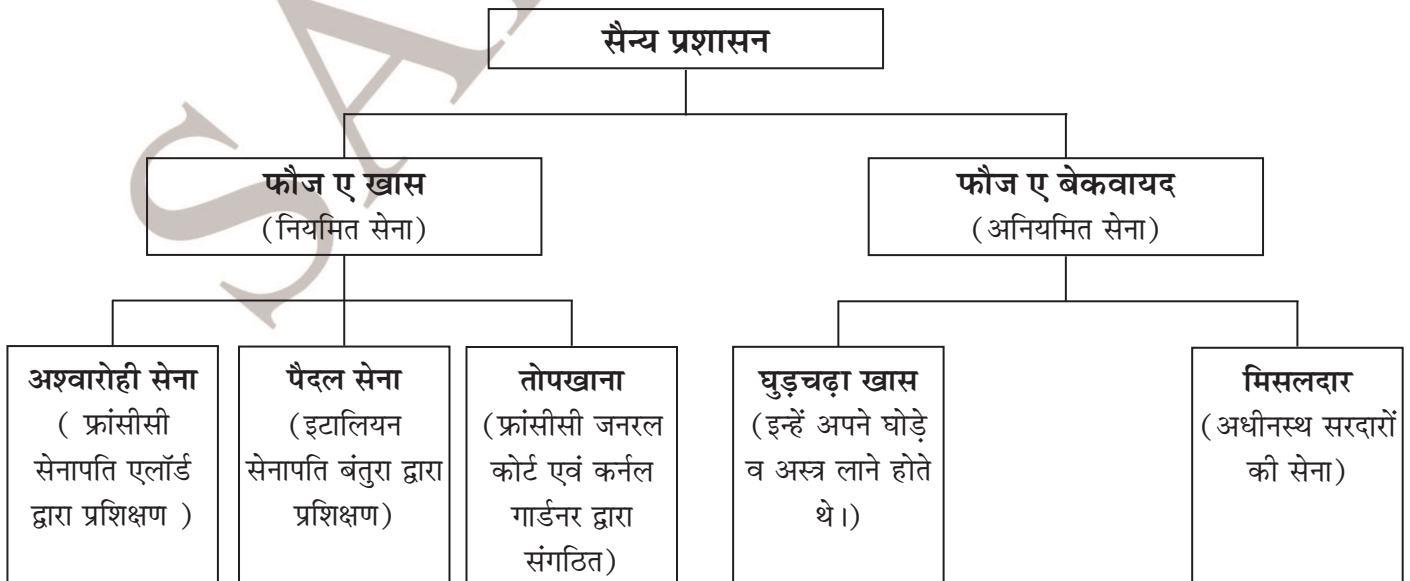 सैन्य प्रशासन
फौज ए खास
(नियमित सेना)
फौज ए बेकवायद
(अनियमित सेना)
अश्वारोही सेना
( फ्रांसीसी
सेनापति एलॉर्ड
द्वारा प्रशिक्षण )
पैदल सेना
(इटालियन
सेनापति बंतुरा द्वारा
प्रशिक्षण)
तोपखाना
(फ्रांसीसी जनरल
कोर्ट एवं कर्नल
गार्डनर द्वारा
संगठित)
घुड़चढ़ा खास
(इन्हें अपने घोड़े
व अस्त्र लाने होते
थे।)
मिसलदार
(अधीनस्थ सरदारों
की सेना)